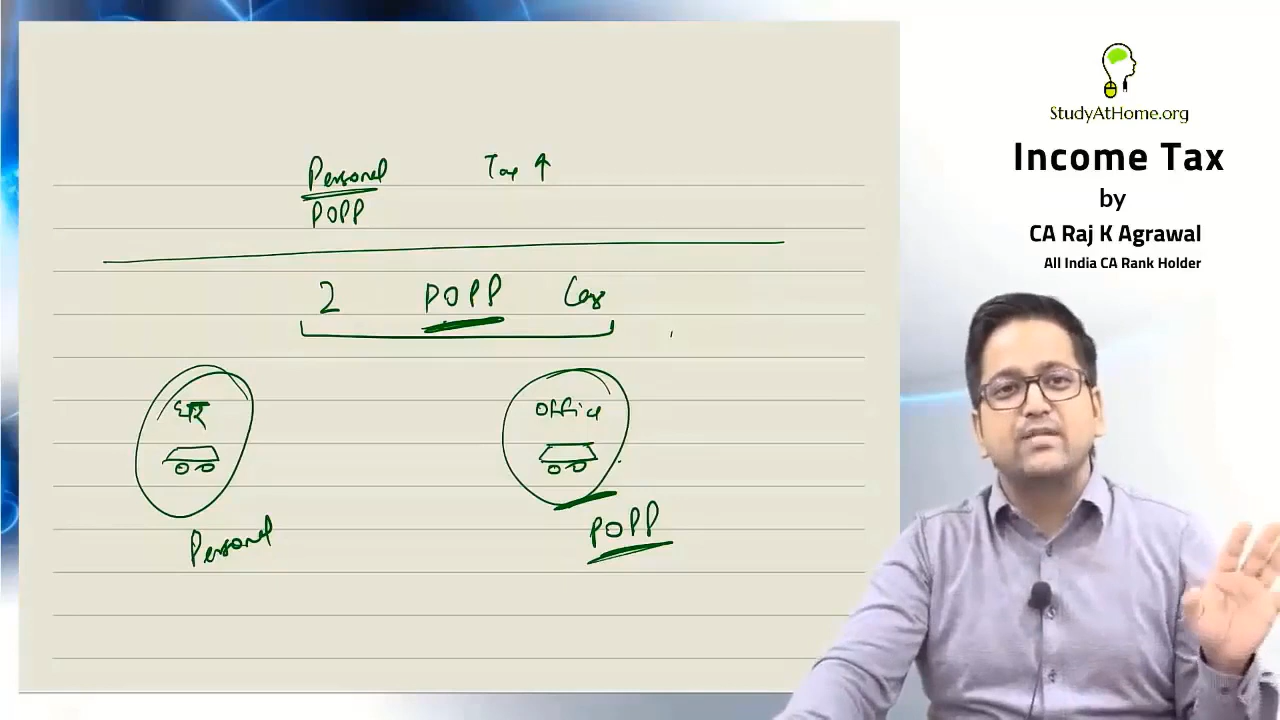 Personal Tax ↑
POPP
2 POPP Cars
घर
Office
Personal
POPP
StudyAtHome.org
Income Tax
by
CA Raj K Agrawal
All India CA Rank Holder